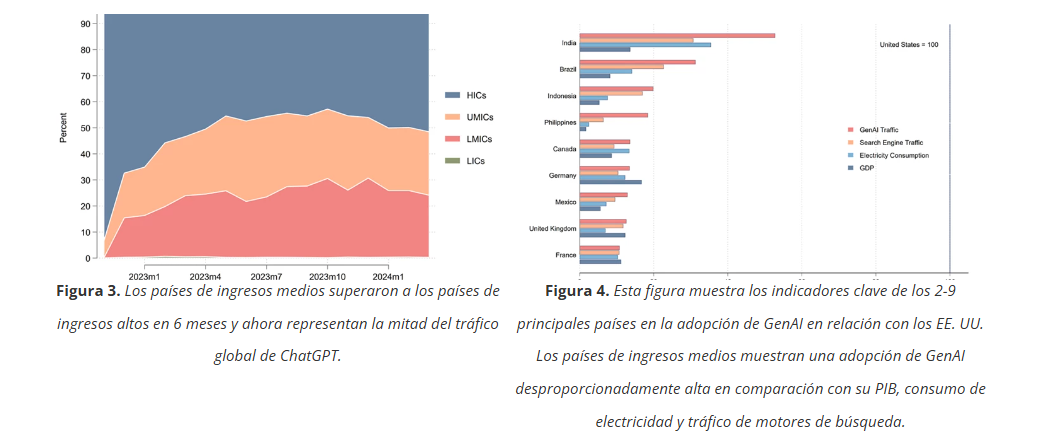 90
80
70
60
50
40
30
20
10
0
Percent
2023m1
2023m4
2023m7
2023m10
2024m1
HICs
UMICs
LMICs
LICs
Figura 3. Los países de ingresos medios superaron a los países de
ingresos altos en 6 meses y ahora representan la mitad del tráfico
global de ChatGPT.
United States = 100
India
Brazil
Indonesia
Philippines
Canada
Germany
Mexico
United Kingdom
France
GenAI Traffic
Search Engine Traffic
Electricity Consumption
GDP
Figura 4. Esta figura muestra los indicadores clave de los 2-9
principales países en la adopción de GenAI en relación con los EE. UU.
Los países de ingresos medios muestran una adopción de GenAI
desproporcionadamente alta en comparación con su PIB, consumo de
electricidad y tráfico de motores de búsqueda.